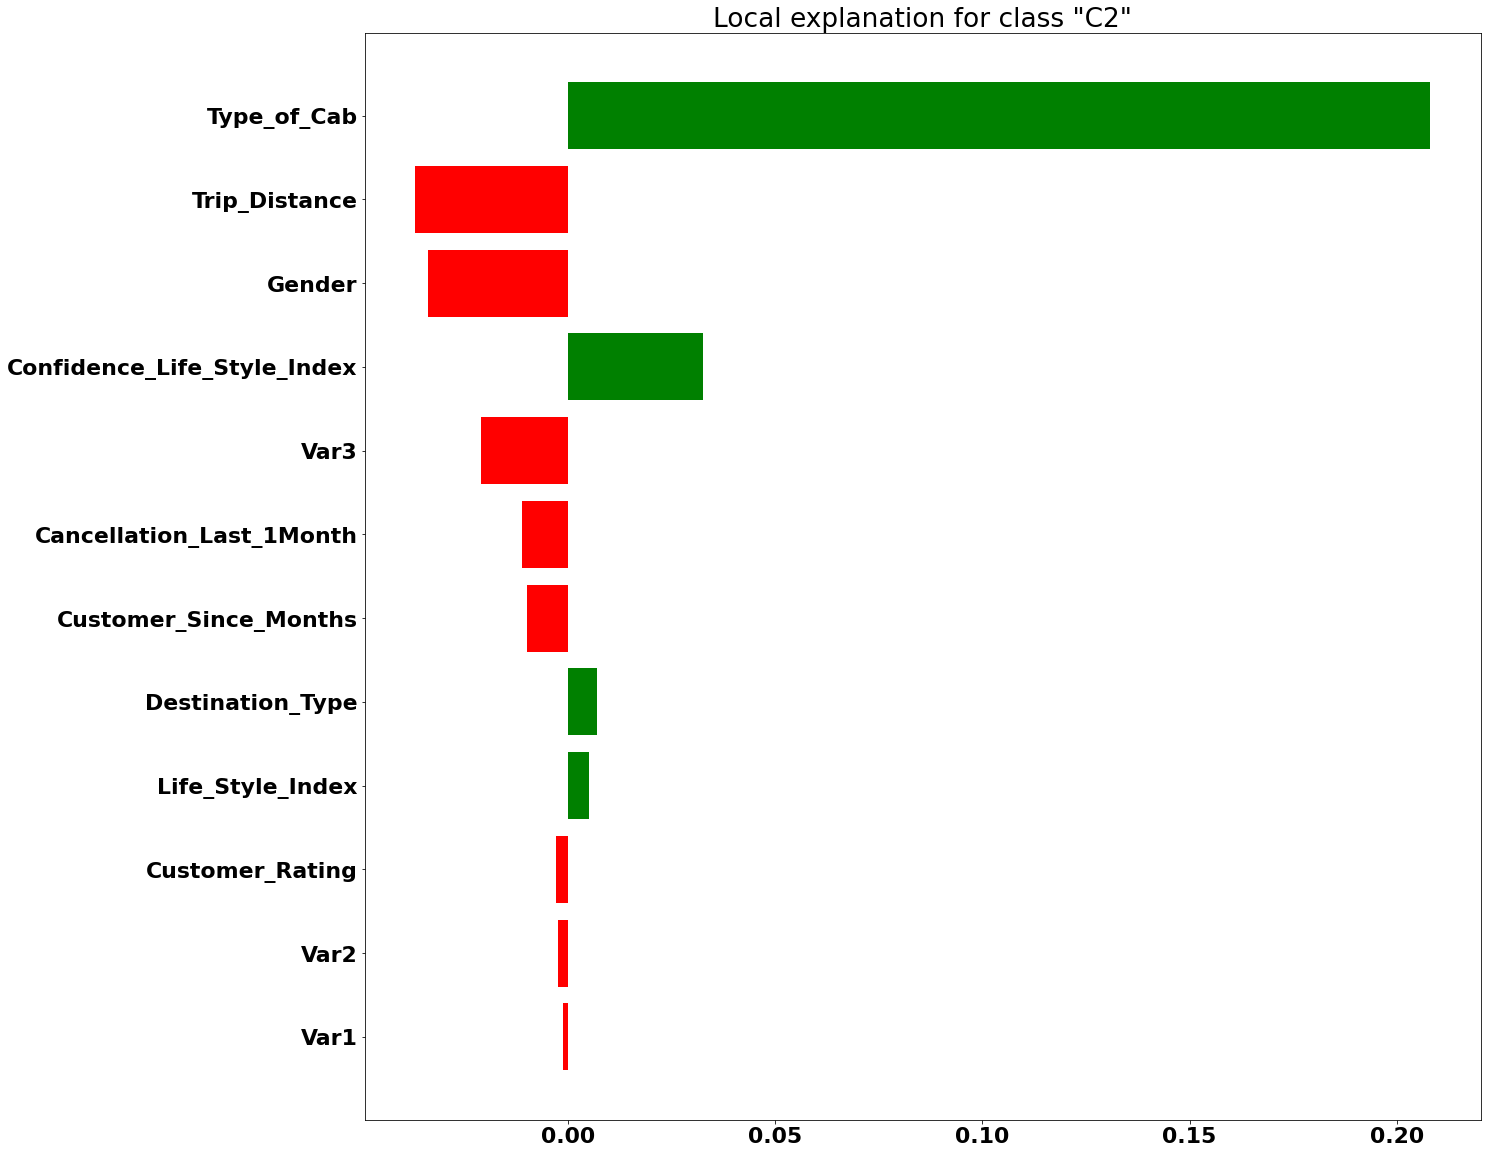 Local explanation for class "C2"
Type_of_Cab
Trip_Distance
Gender
Confidence_Life_Style_Index
Var3
Cancellation_Last_1Month
Customer_Since_Months
Destination_Type
Life_Style_Index
Customer_Rating
Var2
Var1
0.00 0.05 0.10 0.15 0.20